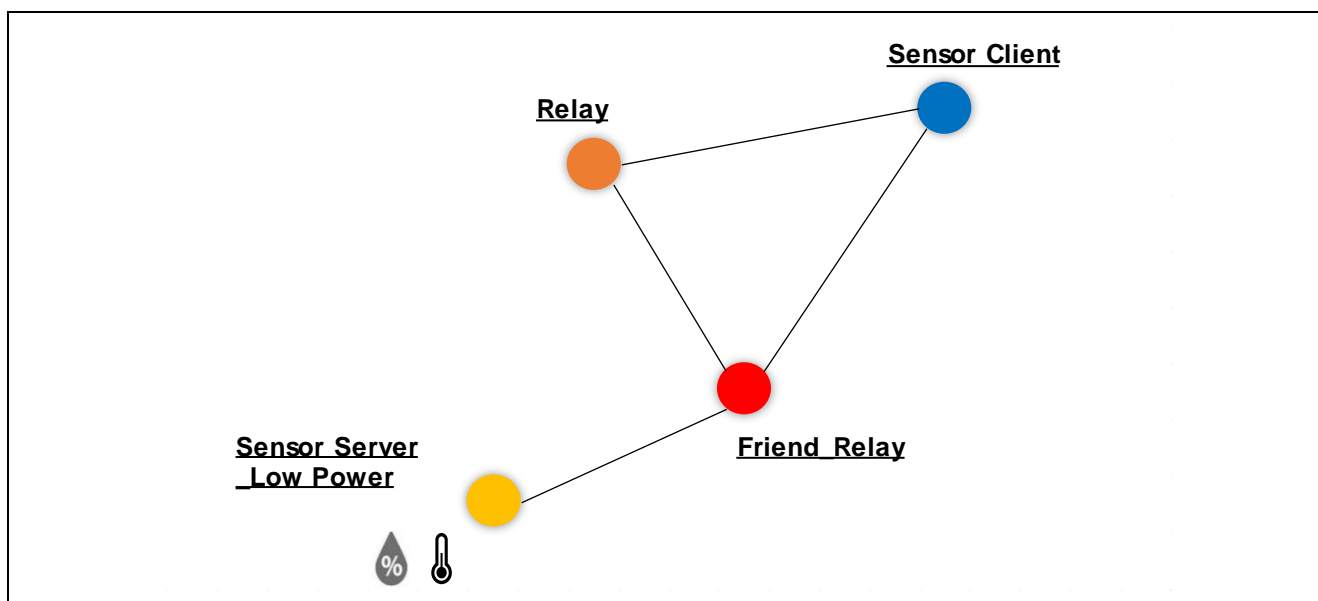 Sensor Client
Relay
Sensor Server
_Low Power
Friend_Relay
%